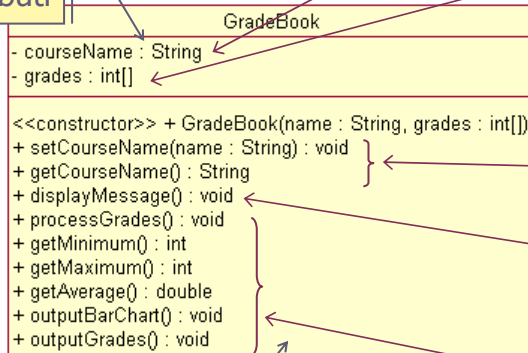 GradeBook
- courseName : String
- grades : int[]
<<constructor>> + GradeBook(name : String, grades : int[])
+ setCourseName(name : String) : void
+ getCourseName() : String
+ displayMessage() : void
+ processGrades() : void
+ getMinimum() : int
+ getMaximum() : int
+ getAverage() : double
+ outputBarChart() : void
+ outputGrades() : void